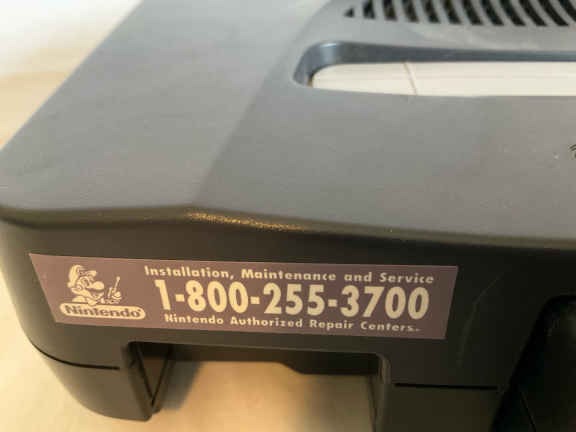 Installation, Maintenance and Service
1-800-255-3700
Nintendo
Nintendo Authorized Repair Centers